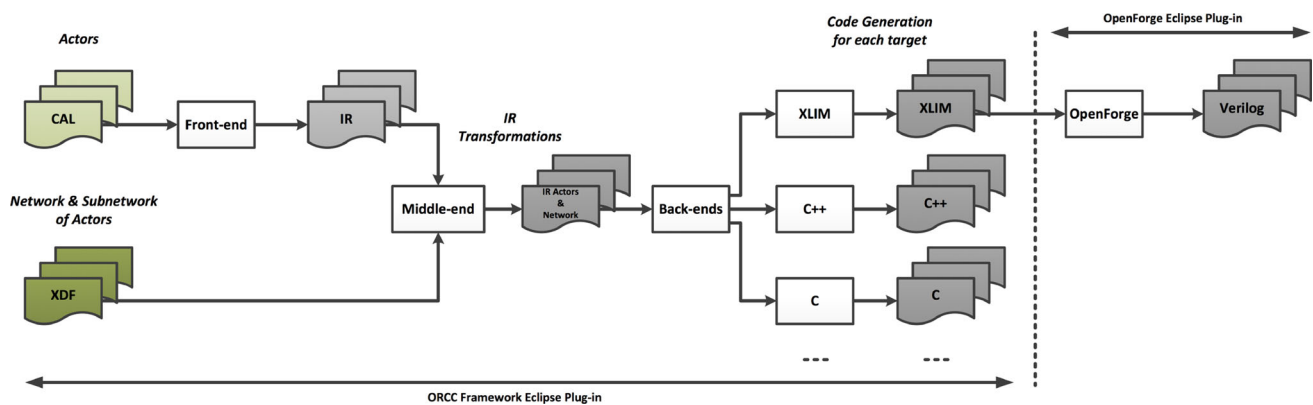 Actors
Code Generation
for each target
OpenForge Eclipse Plug-in
CAL
Front-end
IR
IR
Transformations
XLIM
XLIM
OpenForge
Verilog
Network & Subnetwork
of Actors
Middle-end
IR Actors
&
Network
Back-ends
C++
C++
XDF
C
C
ORCC Framework Eclipse Plug-in